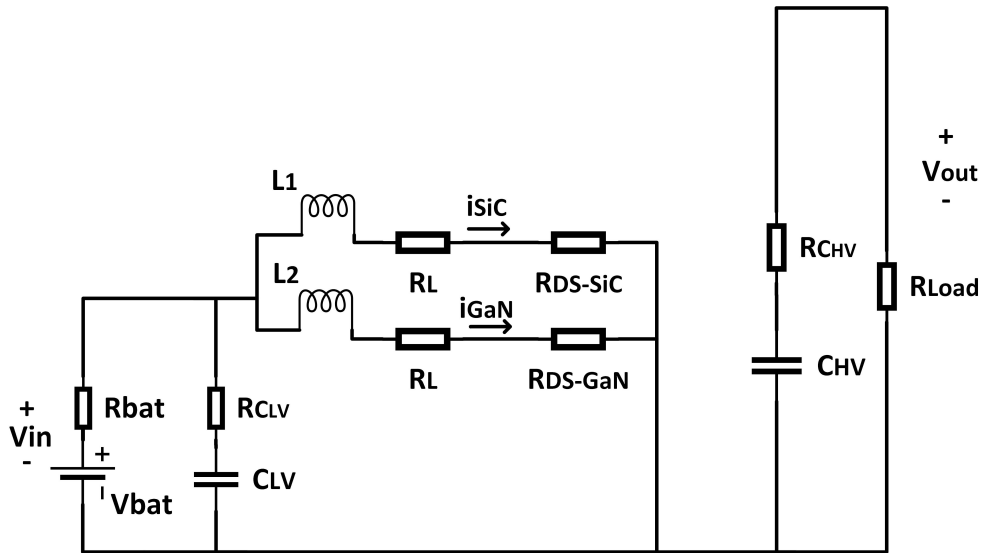 L1
iSiC
RL
RDS-SiC
L2
iGaN
RL
RDS-GaN
+
Vin
-
Rbat
+
-
Vbat
RCLV
CLV
RCHV
CHV
RLoad
+
Vout
-